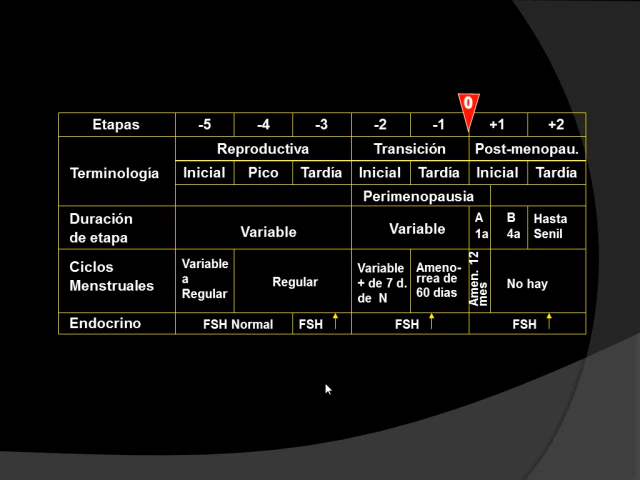 0
Etapas -5 -4 -3 -2 -1 +1 +2
Reproductiva Transición Post-menopau.
Terminología Inicial Pico Tardía Inicial Tardía Inicial Tardía
Perimenopausia
Duración
de etapa
Variable
Variable
A
1a
B
4a
Hasta
Senil
Ciclos
Menstruales
Variable
a
Regular
Regular
Variable
+ de 7 d.
de N
Ameno-
rrea de
60 dias
Amen. 12
mes
No hay
Endocrino FSH Normal FSH ↑ FSH ↑ FSH ↑